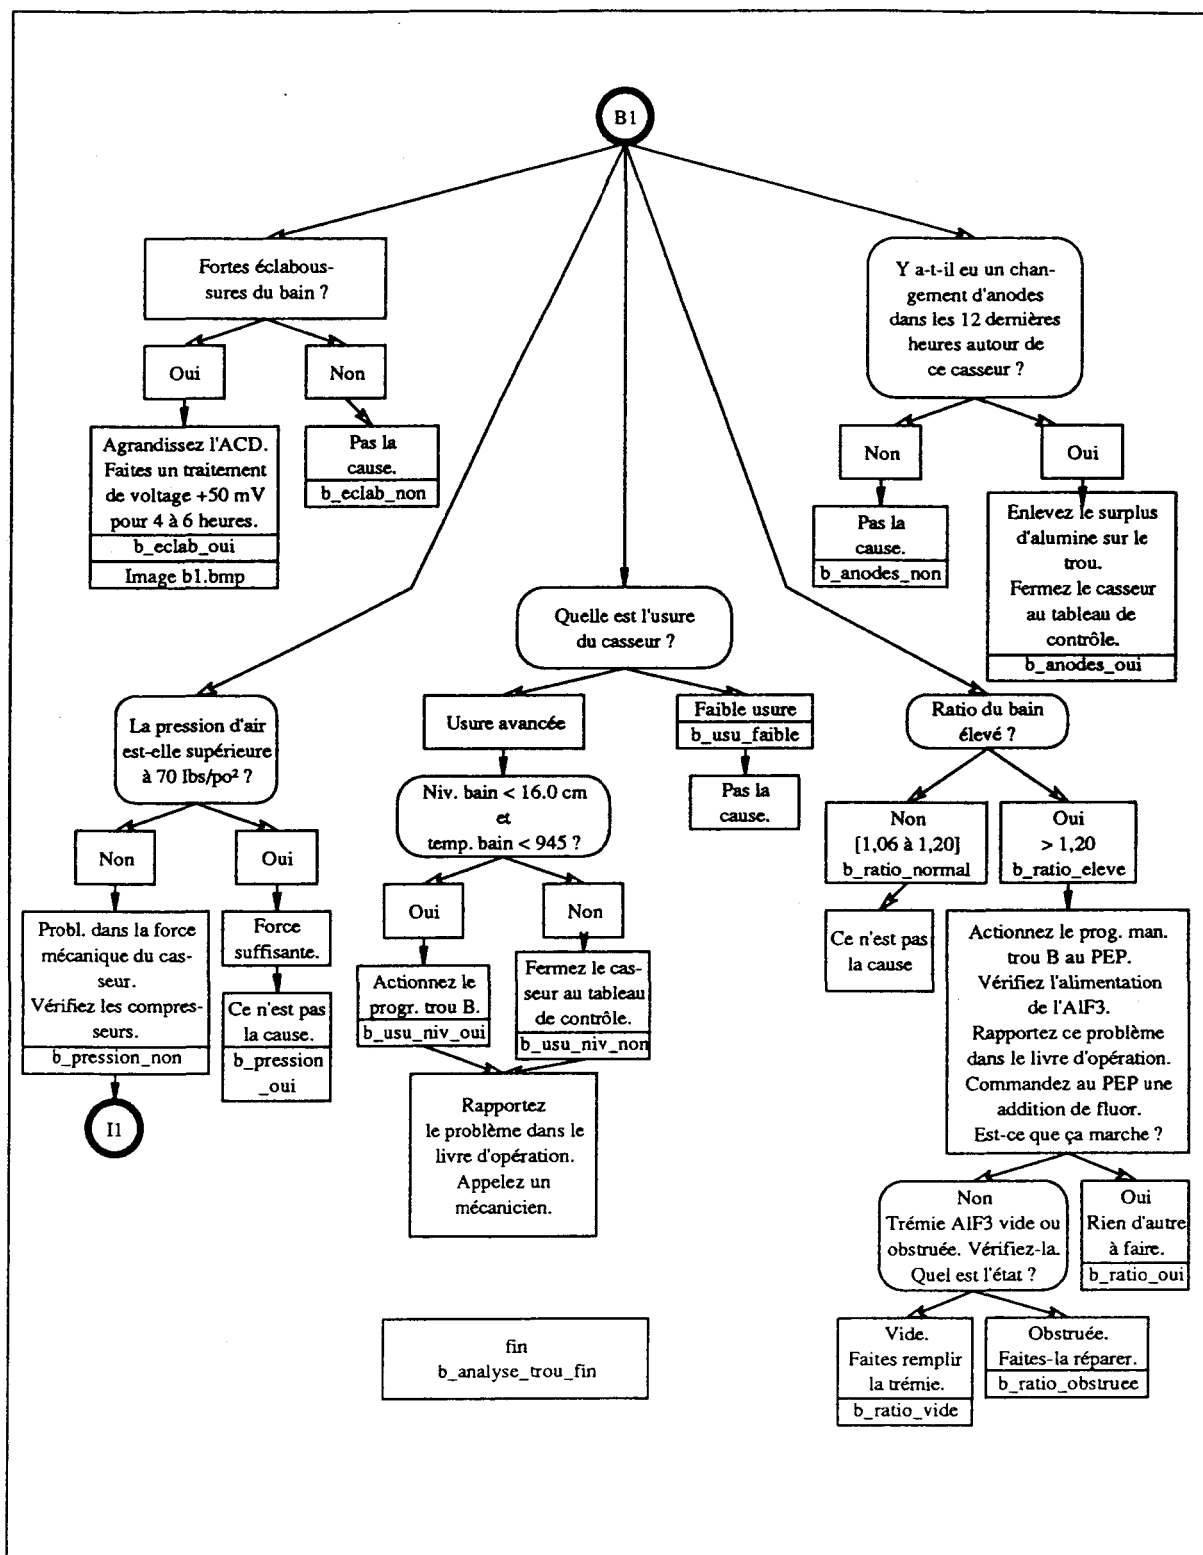 B1
Fortes éclabous-
sures du bain ?
Oui
Non
Agrandissez l'ACD.
Faites un traitement
de voltage +50 mV
pour 4 à 6 heures.
b_eclab_oui
Image b1.bmp
Pas la
cause.
b_eclab_non
Y a-t-il eu un chan-
gement d'anodes
dans les 12 dernières
heures autour de
ce casseur ?
Non
Oui
Pas la
cause.
b_anodes_non
Enlevez le surplus
d'alumine sur le
trou.
Fermez le casseur
au tableau de
contrôle.
b_anodes_oui
La pression d'air
est-elle supérieure
à 70 lbs/po² ?
Non
Oui
Probl. dans la force
mécanique du cas-
seur.
Vérifiez les compres-
seurs.
b_pression_non
I1
Force
suffisante.
Ce n'est pas
la cause.
b_pression
_oui
Quelle est l'usure
du casseur ?
Usure avancée
Faible usure
b_usu_faible
Pas la
cause.
Niv. bain < 16.0 cm
et
temp. bain < 945 ?
Oui
Non
Actionnez le
progr. trou B.
b_usu_niv_oui
Fermez le cas-
seur au tableau
de contrôle.
b_usu_niv_non
Rapportez
le problème dans le
livre d'opération.
Appelez un
mécanicien.
fin
b_analyse_trou_fin
Ratio du bain
élevé ?
Non
[1,06 à 1,20]
b_ratio_normal
Oui
> 1,20
b_ratio_eleve
Ce n'est pas
la cause
Actionnez le prog. man.
trou B au PEP.
Vérifiez l'alimentation
de l'AlF3.
Rapportez ce problème
dans le livre d'opération.
Commandez au PEP une
addition de fluor.
Est-ce que ça marche ?
Non
Trémie AlF3 vide ou
obstruée. Vérifiez-la.
Quel est l'état ?
Oui
Rien d'autre
à faire.
b_ratio_oui
Vide.
Faites remplir
la trémie.
b_ratio_vide
Obstruée.
Faites-la réparer.
b_ratio_obstruee